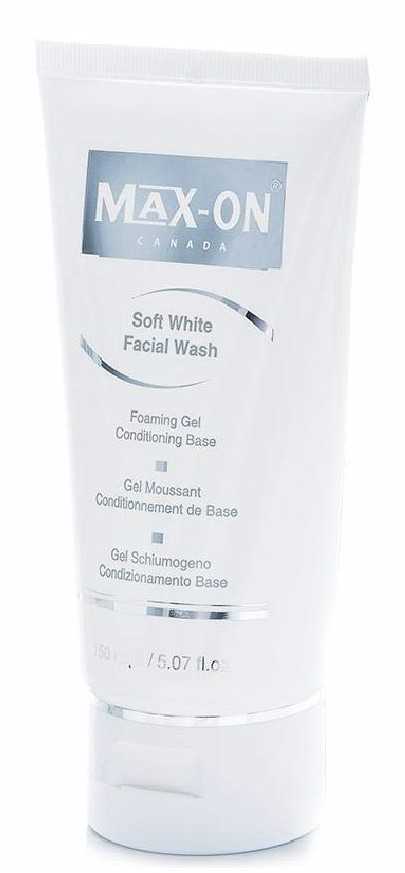 MAX-ON®
CANADA
Soft White
Facial Wash
Foaming Gel
Conditioning Base
Gel Moussant
Conditionnement de Base
Gel Schiumogeno
Condizionamento Base
/ 5.07 fl.oz